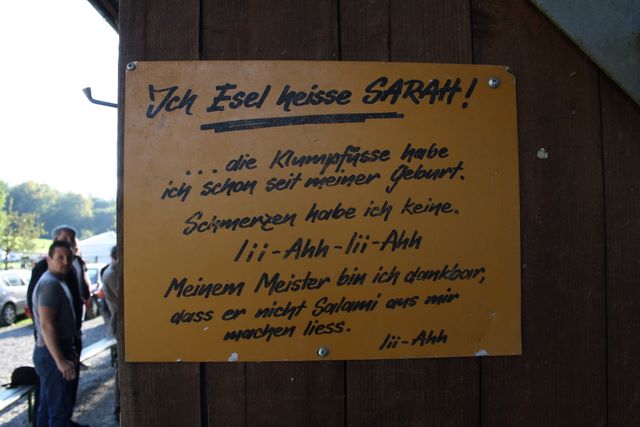 Ich Esel heisse SARAH!
...die Klumpfüsse habe
ich schon seit meiner Geburt.
Schmerzen habe ich keine.
Iii-Ahh-Iii-Ahh
Meinem Meister bin ich dankbar,
dass er nicht Salami aus mir
machen liess.
Iii-Ahh